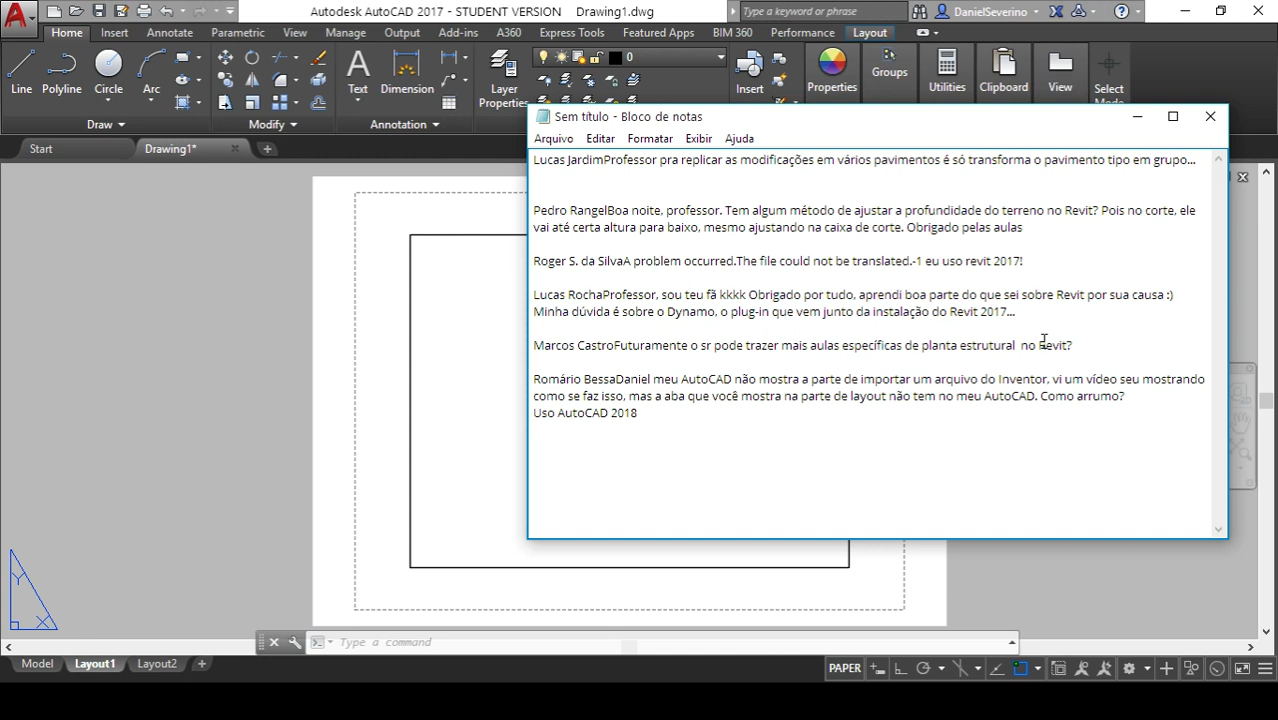 Autodesk AutoCAD 2017 - STUDENT VERSION Drawing1.dwg
Type a keyword or phrase
DanielSeverino
Home Insert Annotate Parametric View Manage Output Add-ins A360 Express Tools Featured Apps BIM 360 Performance Layout
Line Polyline Circle Arc Text Dimension Layer Properties 0 Insert Properties Groups Utilities Clipboard View Select Mode
Draw Modify Annotation
Start Drawing1*
Sem título - Bloco de notas
Arquivo Editar Formatar Exibir Ajuda
Lucas JardimProfessor pra replicar as modificações em vários pavimentos é só transforma o pavimento tipo em grupo...
Pedro RangelBoa noite, professor. Tem algum método de ajustar a profundidade do terreno no Revit? Pois no corte, ele
vai até certa altura para baixo, mesmo ajustando na caixa de corte. Obrigado pelas aulas
Roger S. da SilvaA problem occurred.The file could not be translated.-1 eu uso revit 2017!
Lucas RochaProfessor, sou teu fã kkkk Obrigado por tudo, aprendi boa parte do que sei sobre Revit por sua causa :)
Minha dúvida é sobre o Dynamo, o plug-in que vem junto da instalação do Revit 2017...
Marcos CastroFuturamente o sr pode trazer mais aulas específicas de planta estrutural no Revit?
Romário BessaDaniel meu AutoCAD não mostra a parte de importar um arquivo do Inventor, vi um vídeo seu mostrando
como se faz isso, mas a aba que você mostra na parte de layout não tem no meu AutoCAD. Como arrumo?
Uso AutoCAD 2018
Y
X
Type a command
Model Layout1 Layout2
PAPER